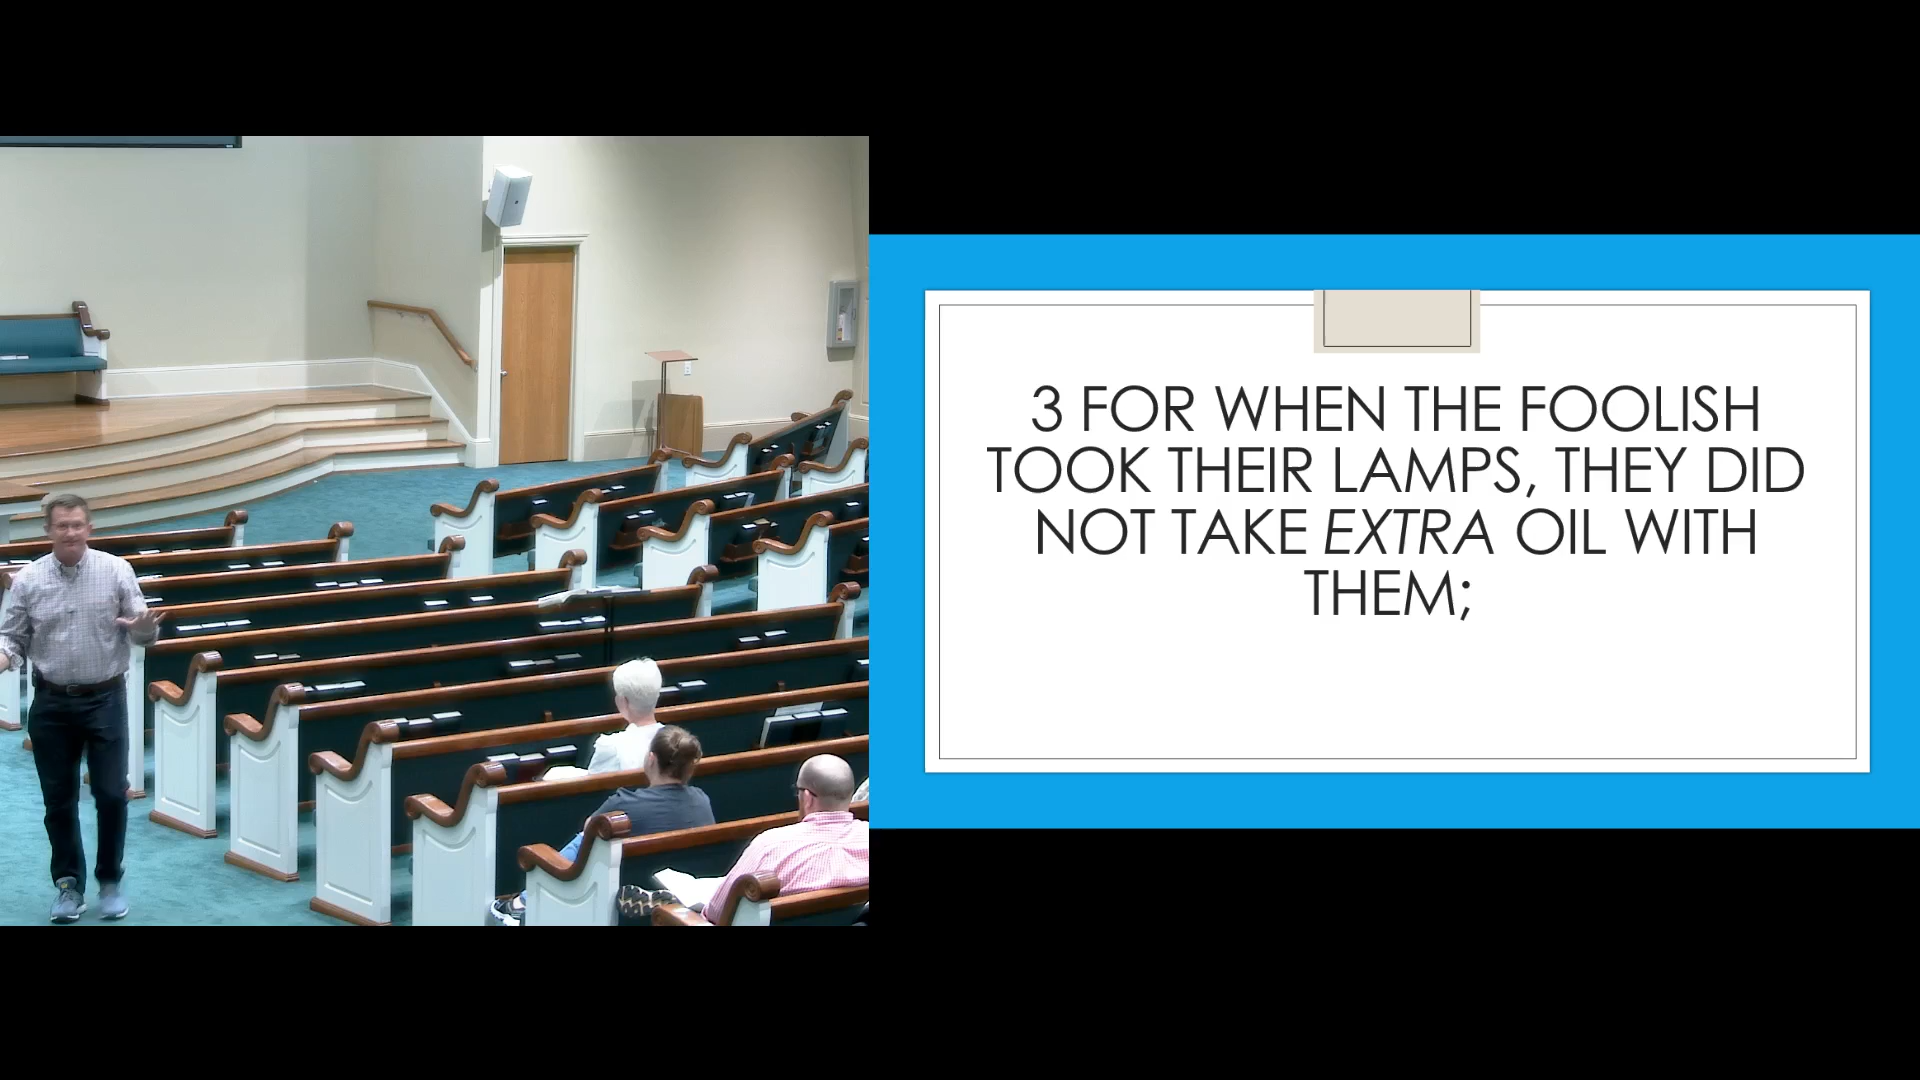 3 FOR WHEN THE FOOLISH
TOOK THEIR LAMPS, THEY DID
NOT TAKE EXTRA OIL WITH
THEM;